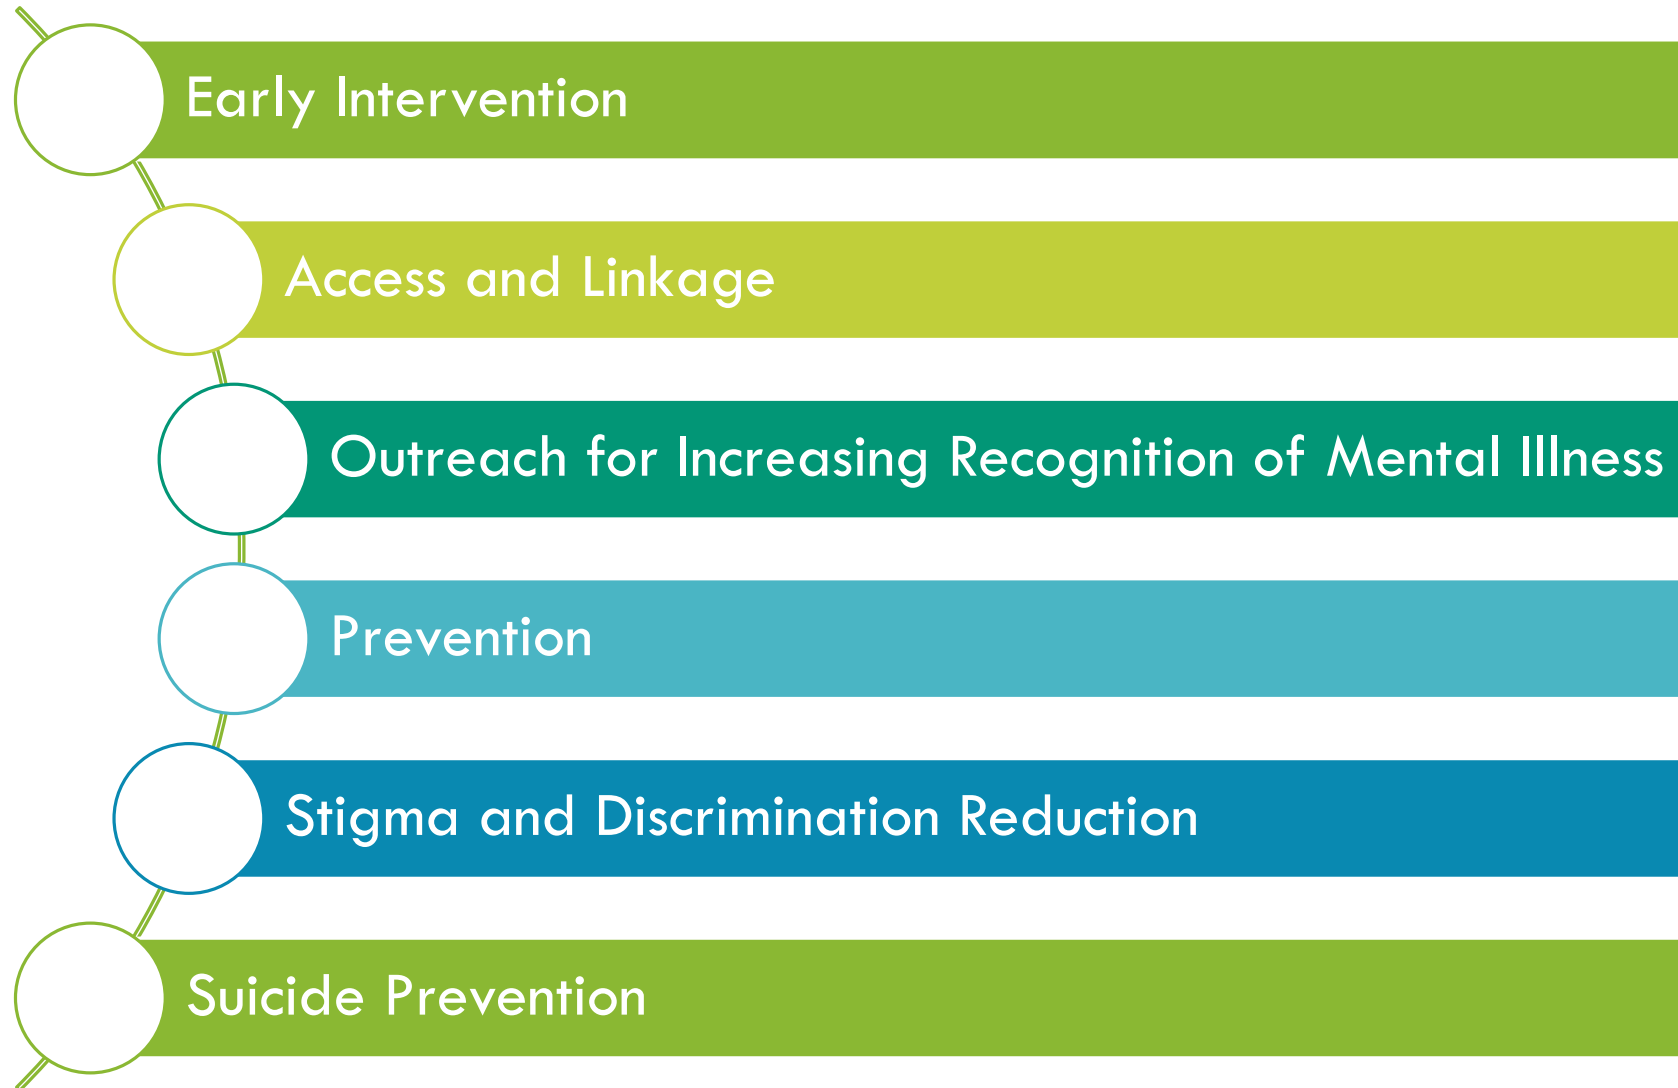 Early Intervention
Access and Linkage
Outreach for Increasing Recognition of Mental Illness
Prevention
Stigma and Discrimination Reduction
Suicide Prevention